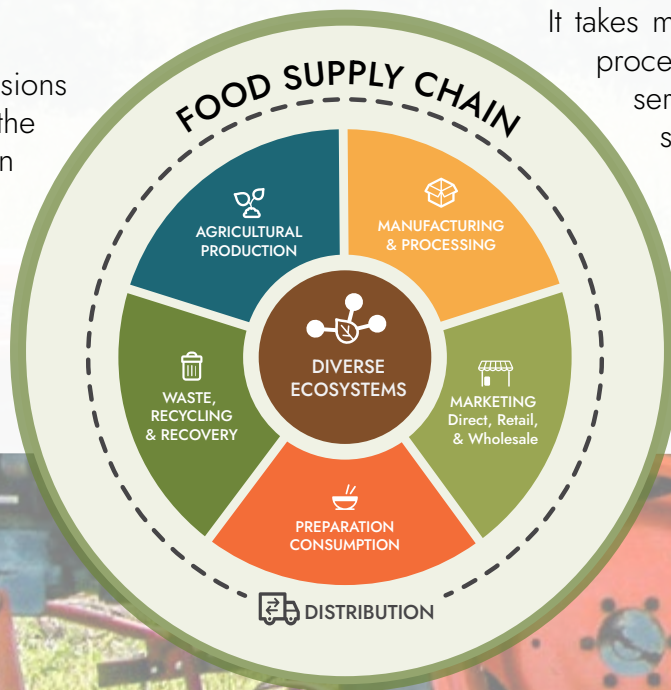 It takes m
proce
ser
s
sions
the
n
FOOD SUPPLY CHAIN
AGRICULTURAL
PRODUCTION
MANUFACTURING
& PROCESSING
DIVERSE
ECOSYSTEMS
WASTE,
RECYCLING
& RECOVERY
MARKETING
Direct, Retail,
& Wholesale
PREPARATION
CONSUMPTION
DISTRIBUTION